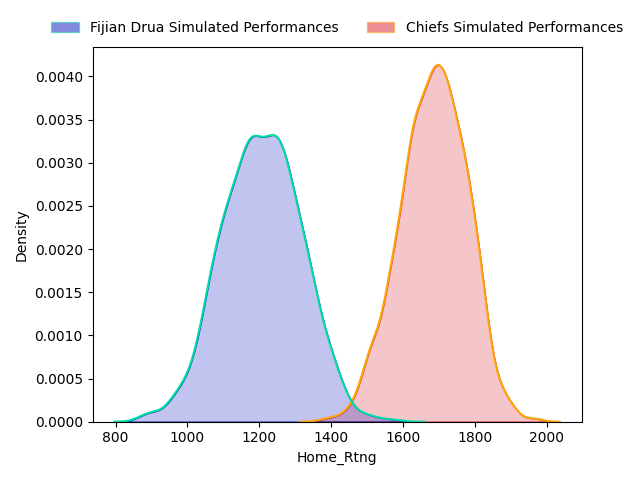 Fijian Drua Simulated Performances Chiefs Simulated Performances
0.0040
0.0035
0.0030
0.0025
0.0020
0.0015
0.0010
0.0005
0.0000
Density
800 1000 1200 1400 1600 1800 2000
Home_Rtng